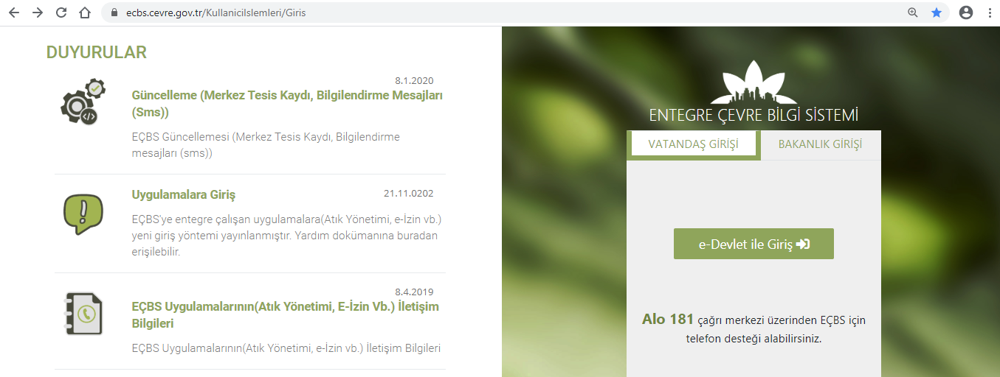 ecbs.cevre.gov.tr/KullaniciIslemleri/Giris
DUYURULAR
8.1.2020
Güncelleme (Merkez Tesis Kaydı, Bilgilendirme Mesajları
(Sms))
EÇBS Güncellemesi (Merkez Tesis Kaydı, Bilgilendirme
mesajları (sms))
Uygulamalara Giriş
21.11.0202
EÇBS'ye entegre çalışan uygulamalara(Atık Yönetimi, e-İzin vb.)
yeni giriş yöntemi yayınlanmıştır. Yardım dokümanına buradan
erişilebilir.
8.4.2019
EÇBS Uygulamalarının(Atık Yönetimi, E-İzin Vb.) İletişim
Bilgileri
EÇBS Uygulamalarının(Atık Yönetimi, e-İzin vb.) İletişim Bilgileri
ENTEGRE ÇEVRE BİLGİ SİSTEMİ
VATANDAŞ GİRİŞİ
BAKANLIK GİRİŞİ
e-Devlet ile Giriş
Alo 181 çağrı merkezi üzerinden EÇBS için
telefon desteği alabilirsiniz.